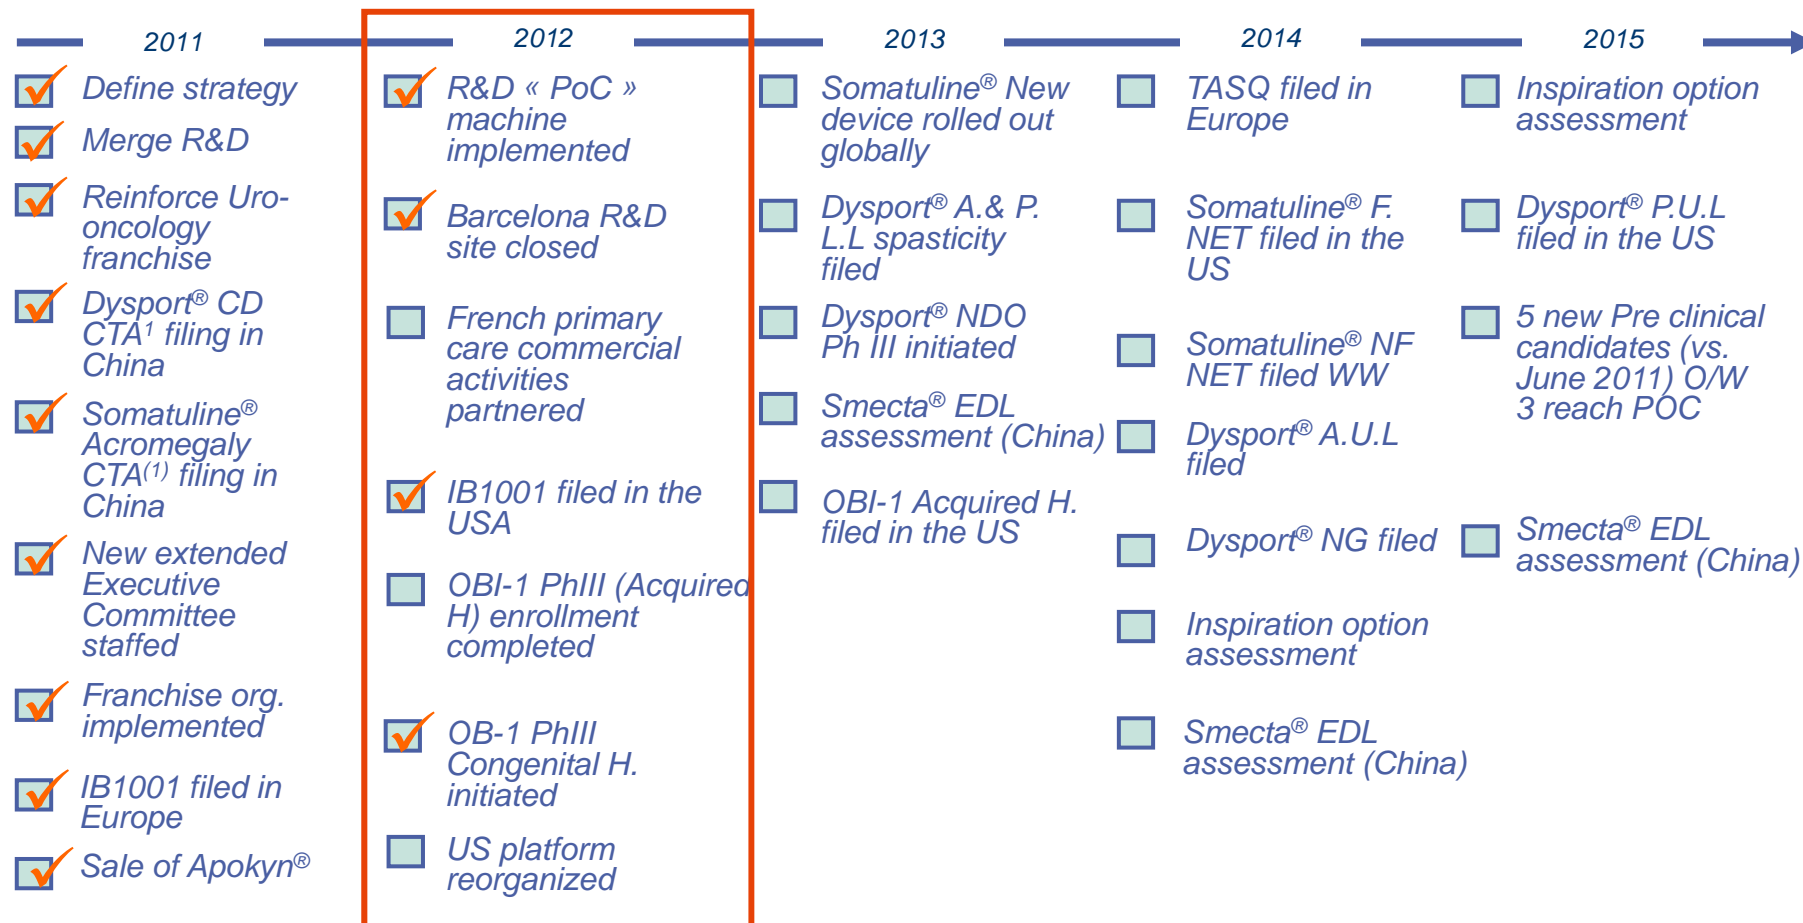 2011
Define strategy
Merge R&D
Reinforce Uro-
oncology
franchise
Dysport® CD
CTA¹ filing in
China
Somatuline®
Acromegaly
CTA⁽¹⁾ filing in
China
New extended
Executive
Committee
staffed
Franchise org.
implemented
IB1001 filed in
Europe
Sale of Apokyn®
2012
R&D « PoC »
machine
implemented
Barcelona R&D
site closed
French primary
care commercial
activities
partnered
IB1001 filed in the
USA
OBI-1 PhIII (Acquired
H) enrollment
completed
OB-1 PhIII
Congenital H.
initiated
US platform
reorganized
2013
Somatuline® New
device rolled out
globally
Dysport® A.& P.
L.L spasticity
filed
Dysport® NDO
Ph III initiated
Smecta® EDL
assessment (China)
OBI-1 Acquired H.
filed in the US
2014
TASQ filed in
Europe
Somatuline® F.
NET filed in the
US
Somatuline® NF
NET filed WW
Dysport® A.U.L
filed
Dysport® NG filed
Inspiration option
assessment
Smecta® EDL
assessment (China)
2015
Inspiration option
assessment
Dysport® P.U.L
filed in the US
5 new Pre clinical
candidates (vs.
June 2011) O/W
3 reach POC
Smecta® EDL
assessment (China)